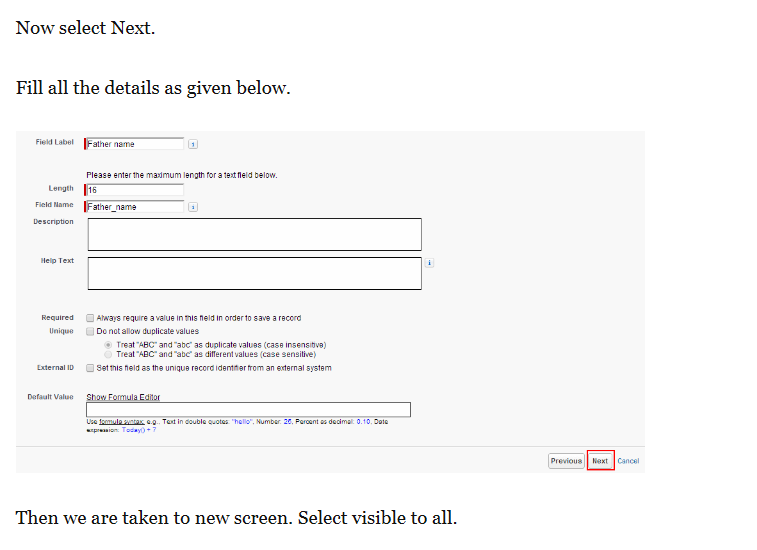 Now select Next.
Fill all the details as given below.
Field Label Father name i
Please enter the maximum length for a text field below.
Length 16
Field Name Father_name i
Description
Help Text i
Required Always require a value in this field in order to save a record
Unique Do not allow duplicate values
Treat "ABC" and "abc" as duplicate values (case insensitive)
Treat "ABC" and "abc" as different values (case sensitive)
External ID Set this field as the unique record identifier from an external system
Default Value Show Formula Editor
Use formula syntax: e.g., Text in double quotes: "hello", Number: 25, Percent as decimal: 0.10, Date
expression: Today() + 7
Previous Next Cancel
Then we are taken to new screen. Select visible to all.